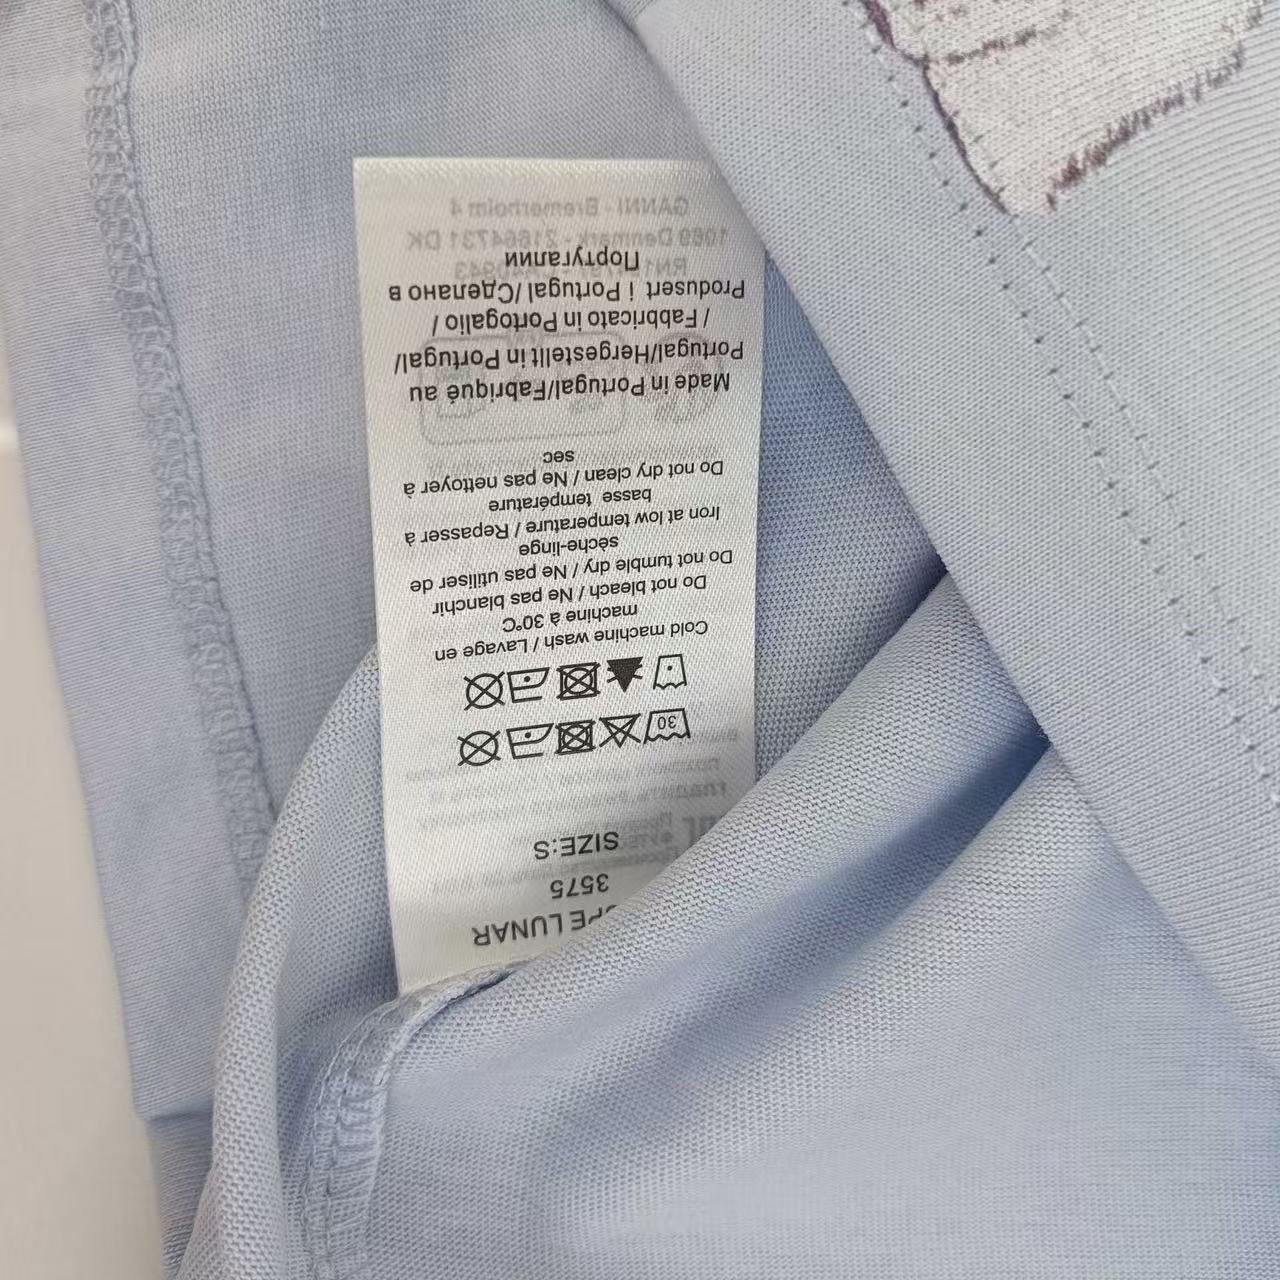 LUNAR
3575
SIZE:S
30
Cold machine wash / Lavage en
machine à 30°C
Do not bleach / Ne pas blanchir
Do not tumble dry / Ne pas utiliser de
sèche-linge
Iron at low temperature / Repasser à
basse température
Do not dry clean / Ne pas nettoyer à
sec
Made in Portugal/Fabriqué au
Portugal/Hergestellt in Portugal/
/ Fabbricato in Portogallo /
Produsert i Portugal/Сделано в
Португалии
GANNI - Bremerholm 4
1069 Denmark - 21864731 DK